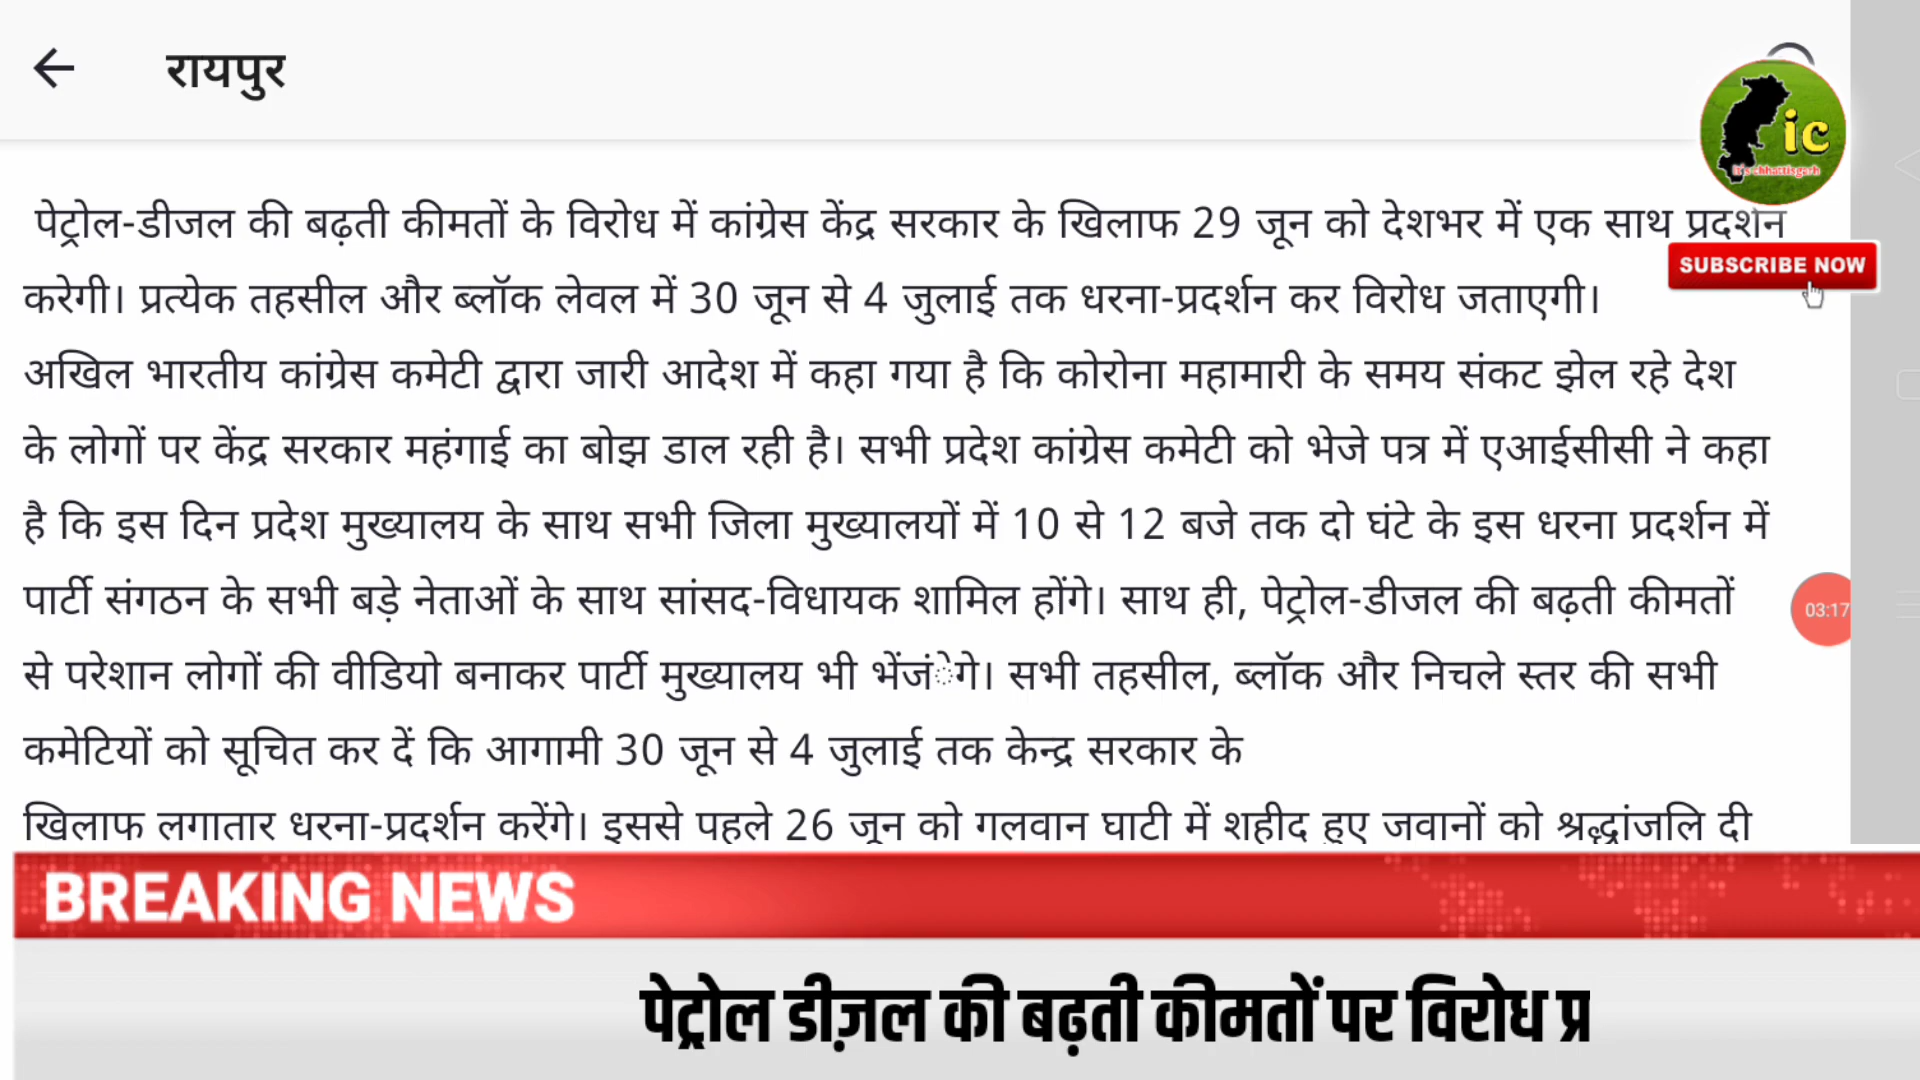 रायपुर
ic
it's chhattisgarh
पेट्रोल-डीजल की बढ़ती कीमतों के विरोध में कांग्रेस केंद्र सरकार के खिलाफ 29 जून को देशभर में एक साथ प्रदर्शन
SUBSCRIBE NOW
करेगी। प्रत्येक तहसील और ब्लॉक लेवल में 30 जून से 4 जुलाई तक धरना-प्रदर्शन कर विरोध जताएगी।
अखिल भारतीय कांग्रेस कमेटी द्वारा जारी आदेश में कहा गया है कि कोरोना महामारी के समय संकट झेल रहे देश
के लोगों पर केंद्र सरकार महंगाई का बोझ डाल रही है। सभी प्रदेश कांग्रेस कमेटी को भेजे पत्र में एआईसीसी ने कहा
है कि इस दिन प्रदेश मुख्यालय के साथ सभी जिला मुख्यालयों में 10 से 12 बजे तक दो घंटे के इस धरना प्रदर्शन में
पार्टी संगठन के सभी बड़े नेताओं के साथ सांसद-विधायक शामिल होंगे। साथ ही, पेट्रोल-डीजल की बढ़ती कीमतों
03:17
से परेशान लोगों की वीडियो बनाकर पार्टी मुख्यालय भी भेंजंेगे। सभी तहसील, ब्लॉक और निचले स्तर की सभी
कमेटियों को सूचित कर दें कि आगामी 30 जून से 4 जुलाई तक केन्द्र सरकार के
खिलाफ लगातार धरना-प्रदर्शन करेंगे। इससे पहले 26 जून को गलवान घाटी में शहीद हुए जवानों को श्रद्धांजलि दी
BREAKING NEWS
पेट्रोल डीज़ल की बढ़ती कीमतों पर विरोध प्र